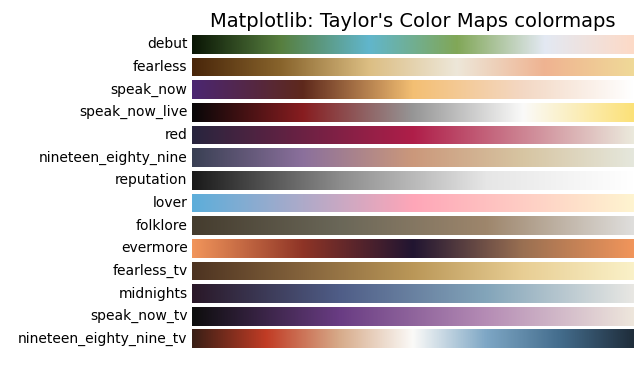 Matplotlib: Taylor's Color Maps colormaps
debut
fearless
speak_now
speak_now_live
red
nineteen_eighty_nine
reputation
lover
folklore
evermore
fearless_tv
midnights
speak_now_tv
nineteen_eighty_nine_tv